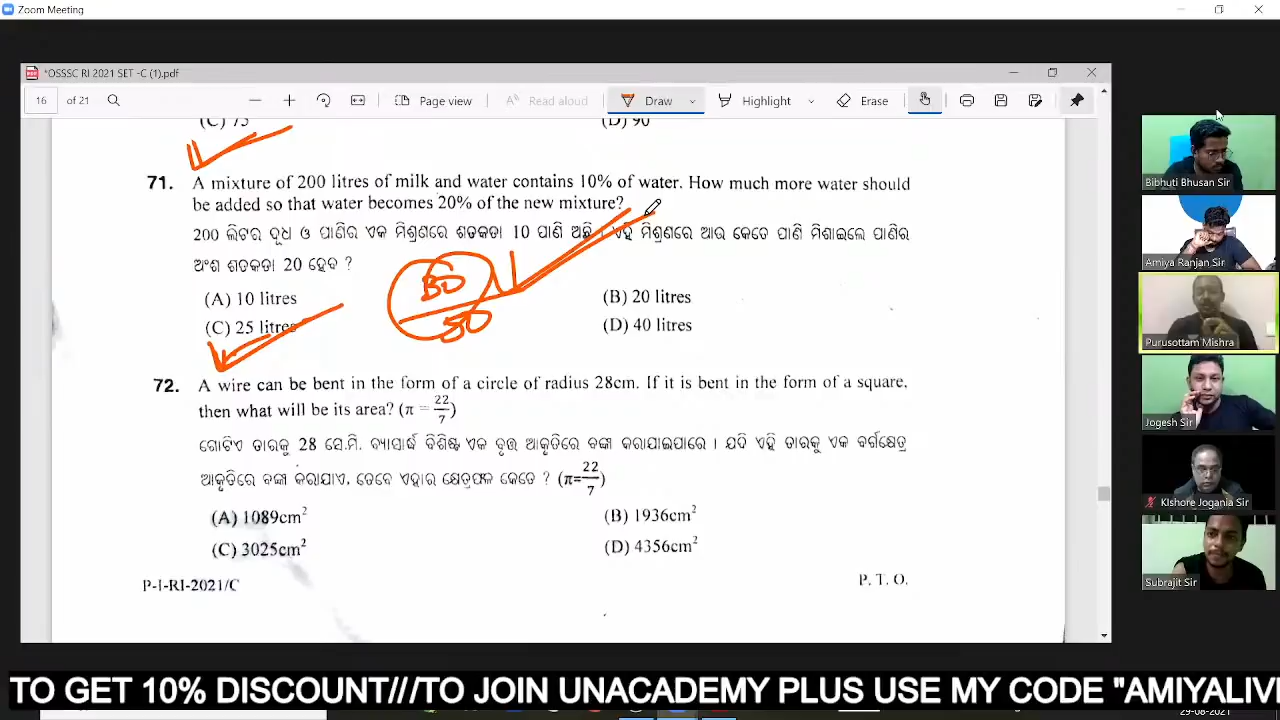 Zoom Meeting
*OSSSC RI 2021 SET -C (1).pdf
16 of 21 Page view Read aloud Draw Highlight Erase
(C) 75 (D) 90
71. A mixture of 200 litres of milk and water contains 10% of water. How much more water should
be added so that water becomes 20% of the new mixture?
200 ଲିଟର ଦୁଧ ଓ ପାଣିର ଏକ ମିଶ୍ରଣରେ ଶତକଡା 10 ପାଣି ଅଛି । ଏହି ମିଶ୍ରଣରେ ଆଉ କେତେ ପାଣି ମିଶାଇଲେ ପାଣିର
ଅଂଶ ଶତକଡା 20 ହେବ ?
(A) 10 litres (B) 20 litres
50
(C) 25 litres (D) 40 litres
72. A wire can be bent in the form of a circle of radius 28cm. If it is bent in the form of a square,
then what will be its area? (π = 22/7)
ଗୋଟିଏ ତାରକୁ 28 ସେ.ମି. ବ୍ୟାସାର୍ଦ୍ଧ ବିଶିଷ୍ଟ ଏକ ବୃତ୍ତ ଆକୃତିରେ ବଙ୍କା କରାଯାଇପାରେ । ଯଦି ଏହି ତାରକୁ ଏକ ବର୍ଗକ୍ଷେତ୍ର
ଆକୃତିରେ ବଙ୍କା କରାଯାଏ, ତେବେ ଏହାର କ୍ଷେତ୍ରଫଳ କେତେ ? (π=22/7)
(A) 1089cm² (B) 1936cm²
(C) 3025cm² (D) 4356cm²
P-I-RI-2021/C P. T. O.
Bibhuti Bhusan Sir
Amiya Ranjan Sir
Purusottam Mishra
Jogesh Sir
KIshore Jogania Sir
Subrajit Sir
TO GET 10% DISCOUNT///TO JOIN UNACADEMY PLUS USE MY CODE "AMIYALIV
29-08-2021